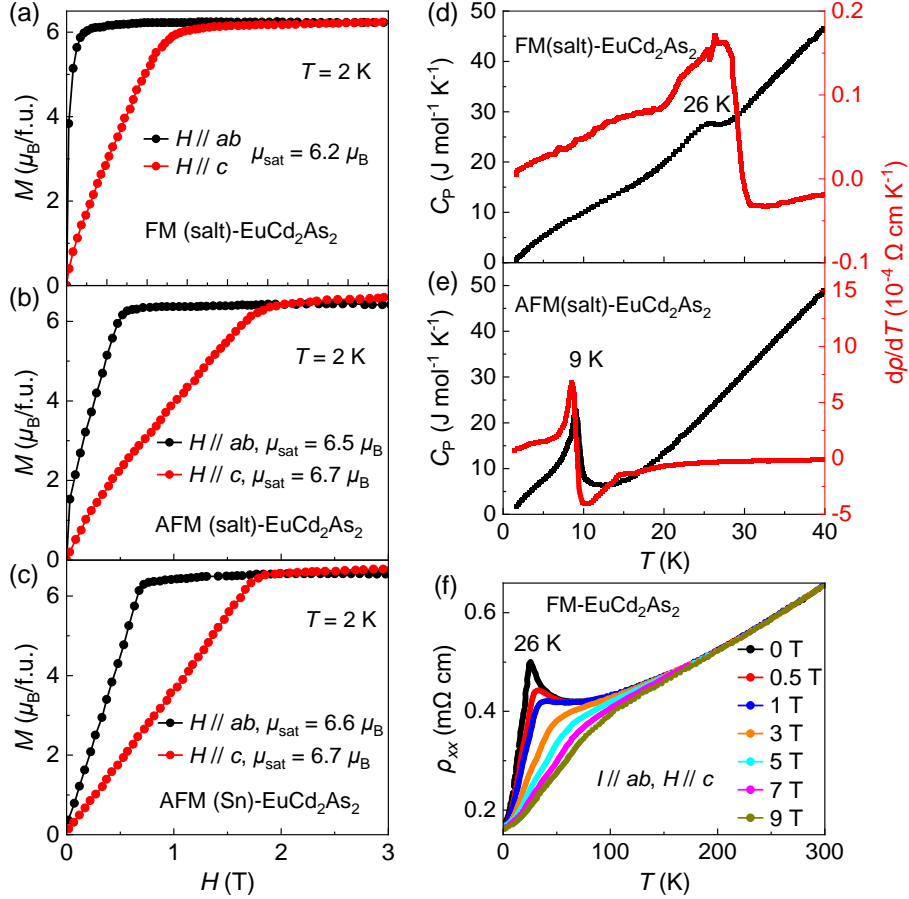 (a)
6
4
2
0
M (μB/f.u.)
T = 2 K
H // ab
μsat = 6.2 μB
H // c
FM (salt)-EuCd2As2
(b)
6
4
2
0
M (μB/f.u.)
T = 2 K
H // ab, μsat = 6.5 μB
H // c, μsat = 6.7 μB
AFM (salt)-EuCd2As2
(c)
6
4
2
0
M (μB/f.u.)
T = 2 K
H // ab, μsat = 6.6 μB
H // c, μsat = 6.7 μB
AFM (Sn)-EuCd2As2
0 1 2 3
H (T)
(d)
50
40
30
20
10
0
CP (J mol-1 K-1)
FM(salt)-EuCd2As2
26 K
0.2
0.1
0.0
-0.1
(e)
50
40
30
20
10
0
CP (J mol-1 K-1)
AFM(salt)-EuCd2As2
9 K
15
10
5
0
-5
dρ/dT (10-4 Ω cm K-1)
0 10 20 30 40
T (K)
(f)
0.6
0.4
0.2
ρxx (mΩ cm)
FM-EuCd2As2
26 K
0 T
0.5 T
1 T
3 T
5 T
7 T
9 T
I // ab, H // c
0 100 200 300
T (K)